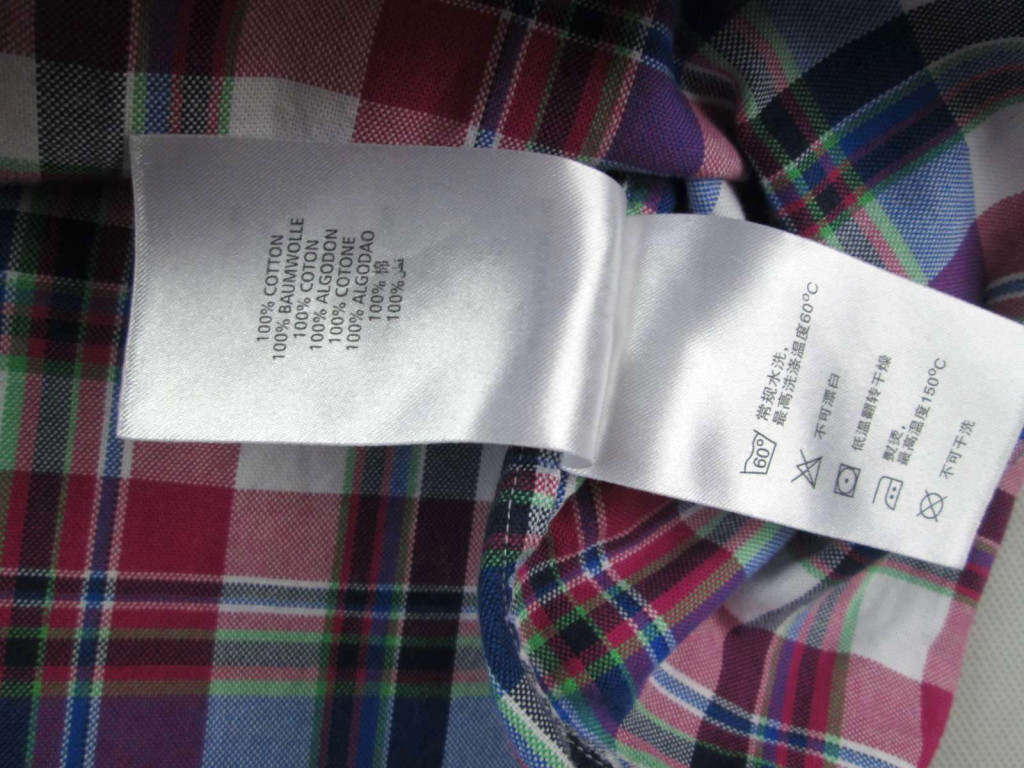 100% COTTON
100% BAUMWOLLE
100% COTON
100% ALGODON
100% COTONE
100% ALGODAO
100% 棉
100% قطن
60°
常规水洗，
最高洗涤温度60°C
不可漂白
低温翻转干燥
熨烫，
最高温度150°C
不可干洗